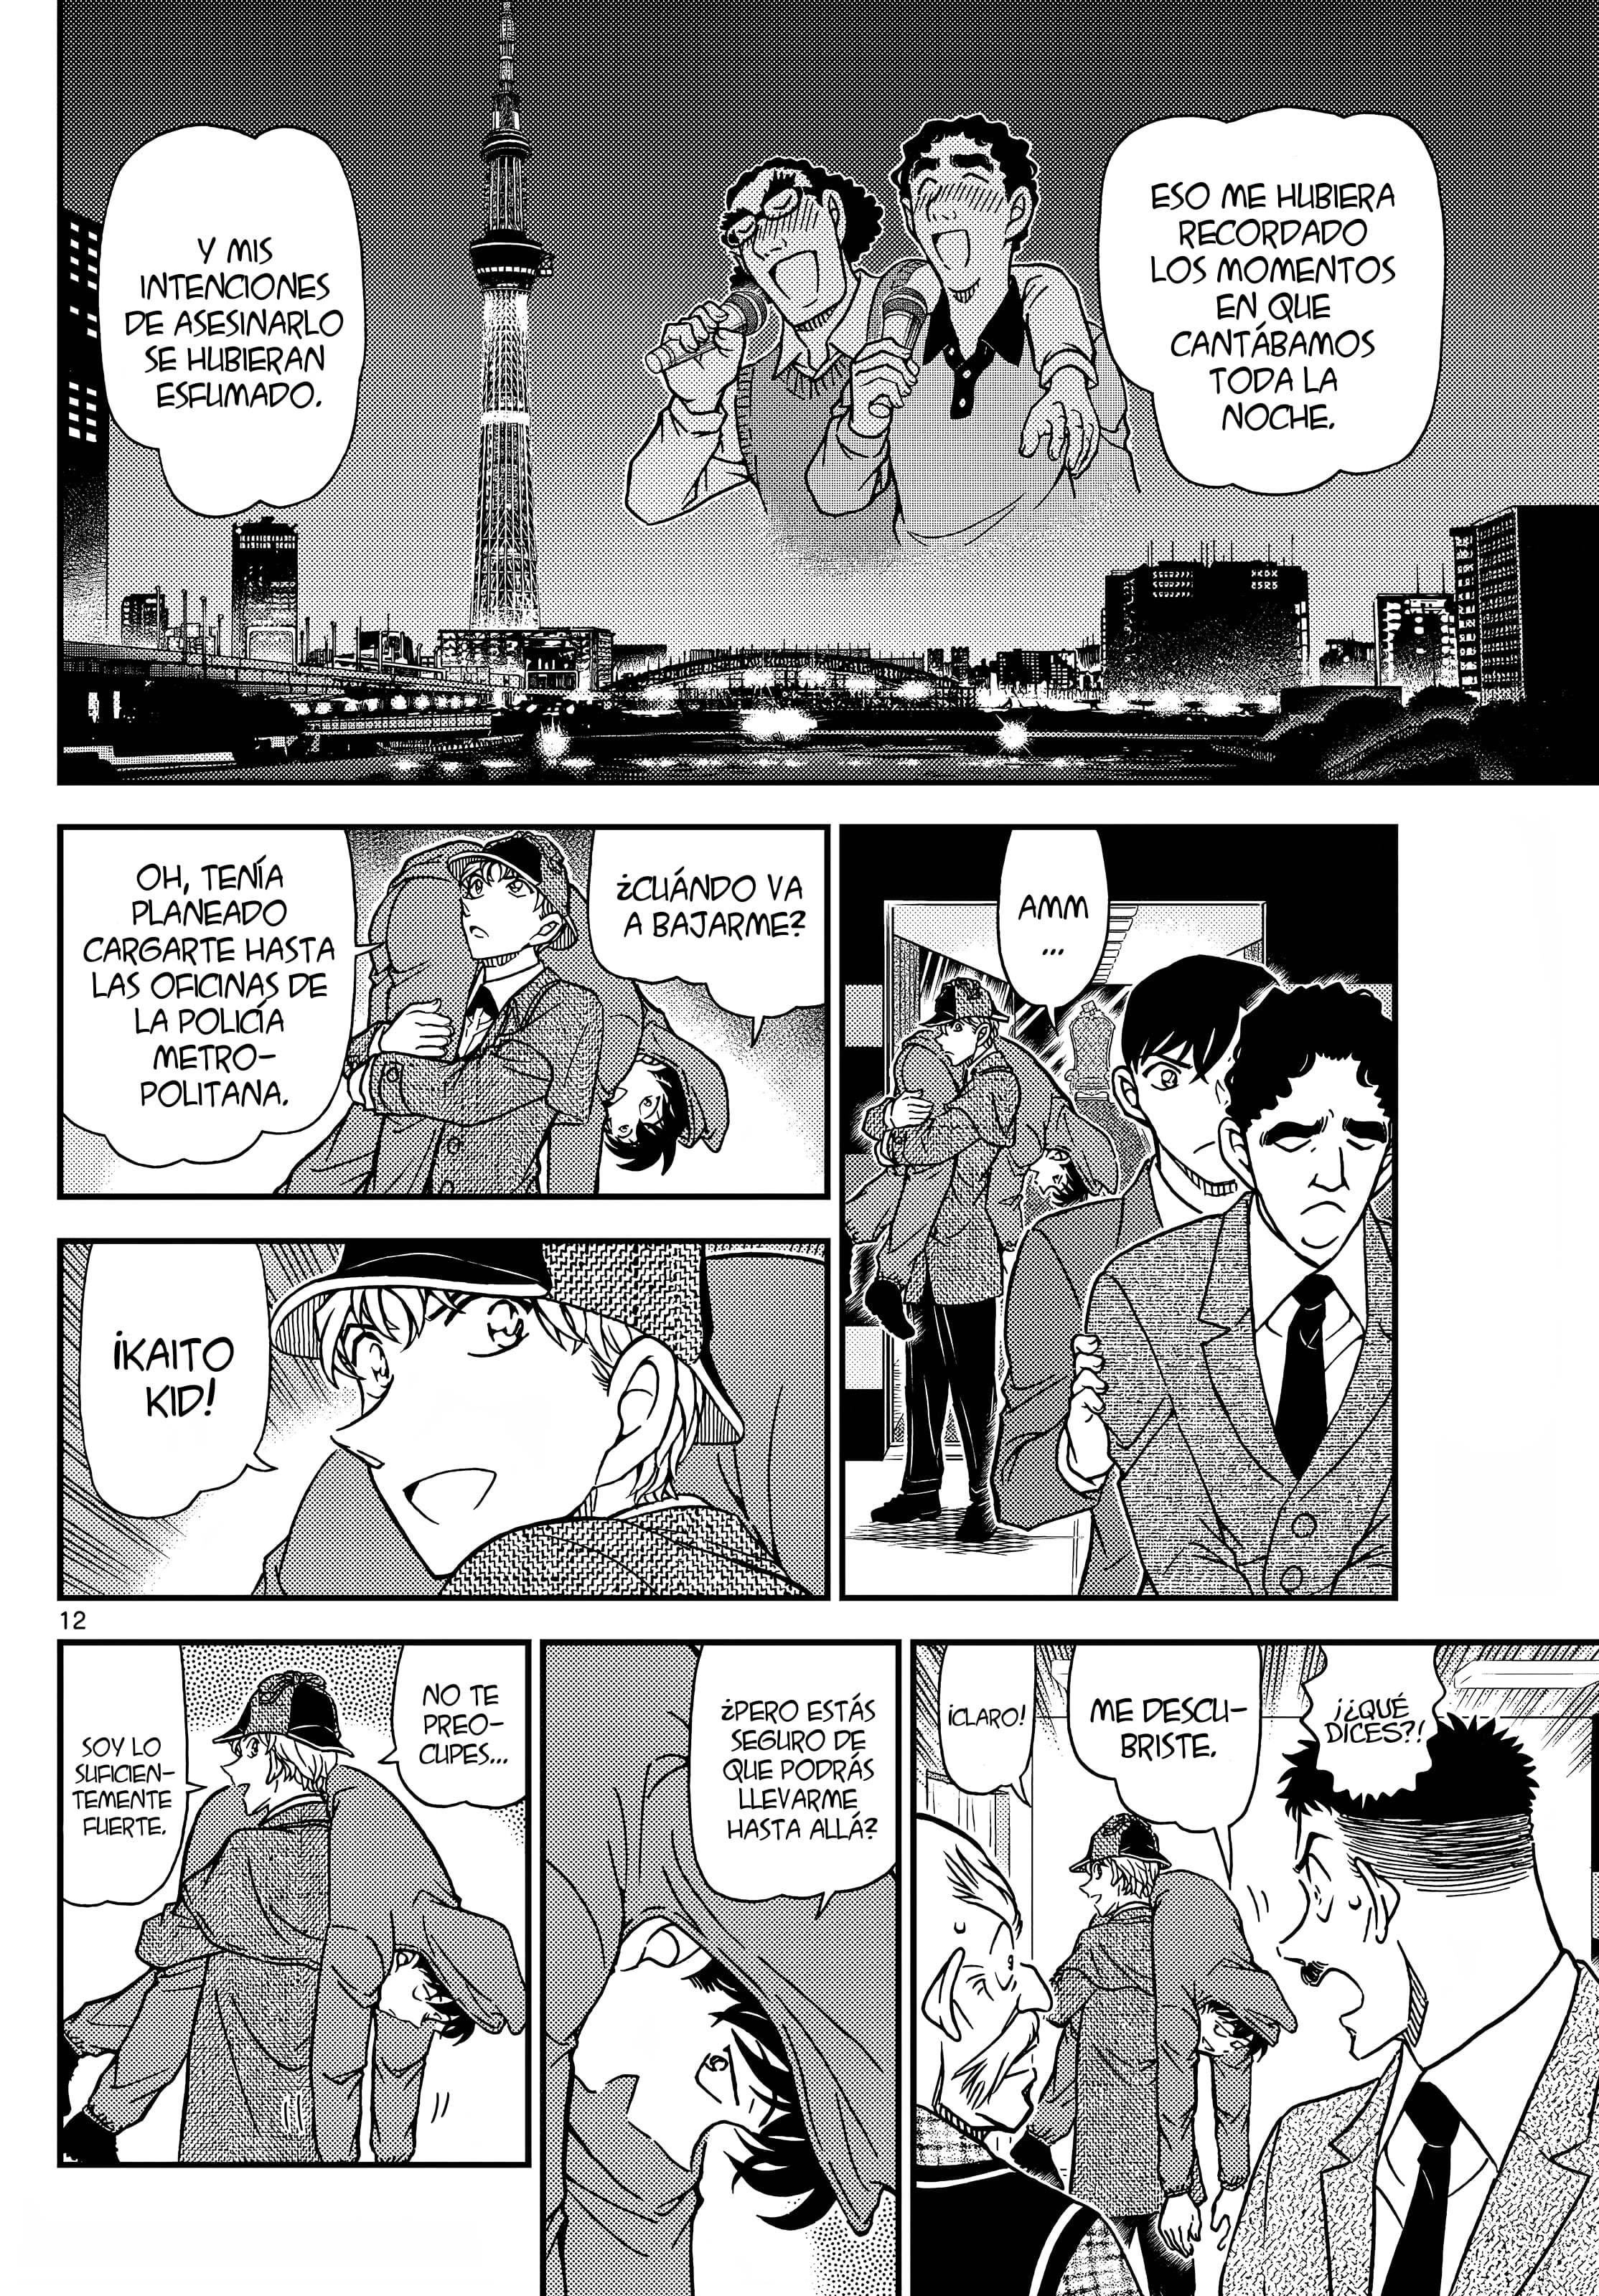 ESO ME HUBIERA
RECORDADO
LOS MOMENTOS
EN QUE
CANTÁBAMOS
TODA LA
NOCHE.
Y MIS
INTENCIONES
DE ASESINARLO
SE HUBIERAN
ESFUMADO.
AMM
...
¿CUÁNDO VA
A BAJARME?
OH, TENÍA
PLANEADO
CARGARTE HASTA
LAS OFICINAS DE
LA POLICÍA
METRO-
POLITANA.
¡KAITO
KID!
12
¡¿QUÉ
DICES?!
ME DESCU-
BRISTE.
¡CLARO!
¿PERO ESTÁS
SEGURO DE
QUE PODRÁS
LLEVARME
HASTA ALLÁ?
NO TE
PREO-
CUPES...
SOY LO
SUFICIEN-
TEMENTE
FUERTE.